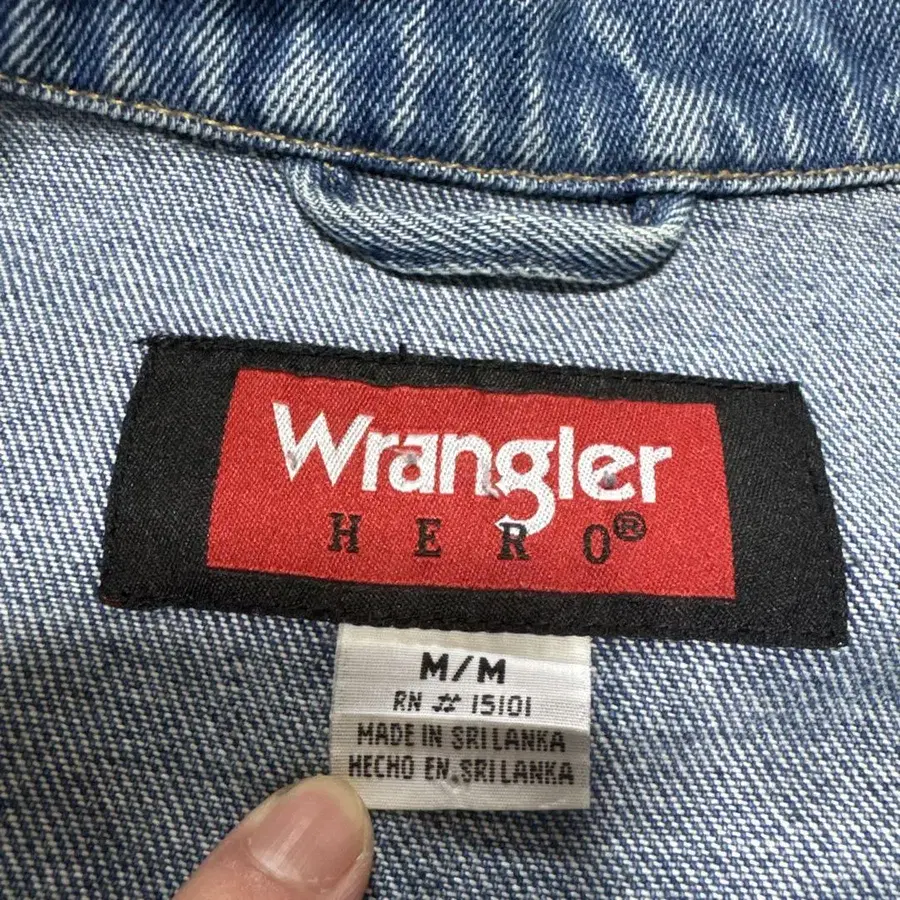 Wrangler
HERO®
M/M
RN # 15101
MADE IN SRI LANKA
HECHO EN SRI LANKA